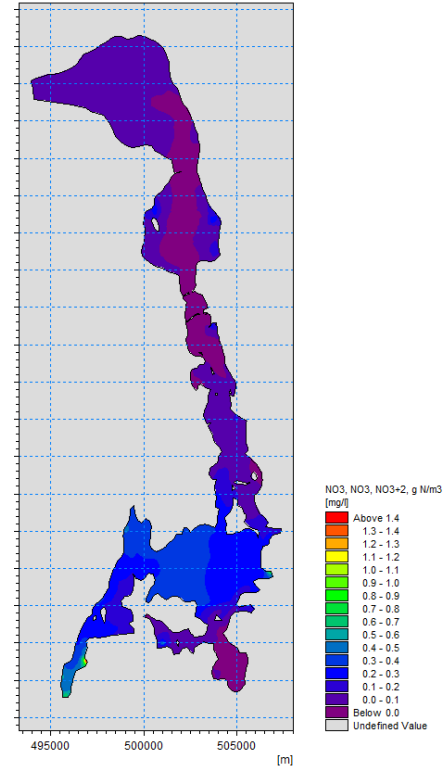 NO3, NO3, NO3+2, g N/m3
[mg/l]
Above 1.4
1.3 - 1.4
1.2 - 1.3
1.1 - 1.2
1.0 - 1.1
0.9 - 1.0
0.8 - 0.9
0.7 - 0.8
0.6 - 0.7
0.5 - 0.6
0.4 - 0.5
0.3 - 0.4
0.2 - 0.3
0.1 - 0.2
0.0 - 0.1
Below 0.0
Undefined Value
495000 500000 505000
[m]